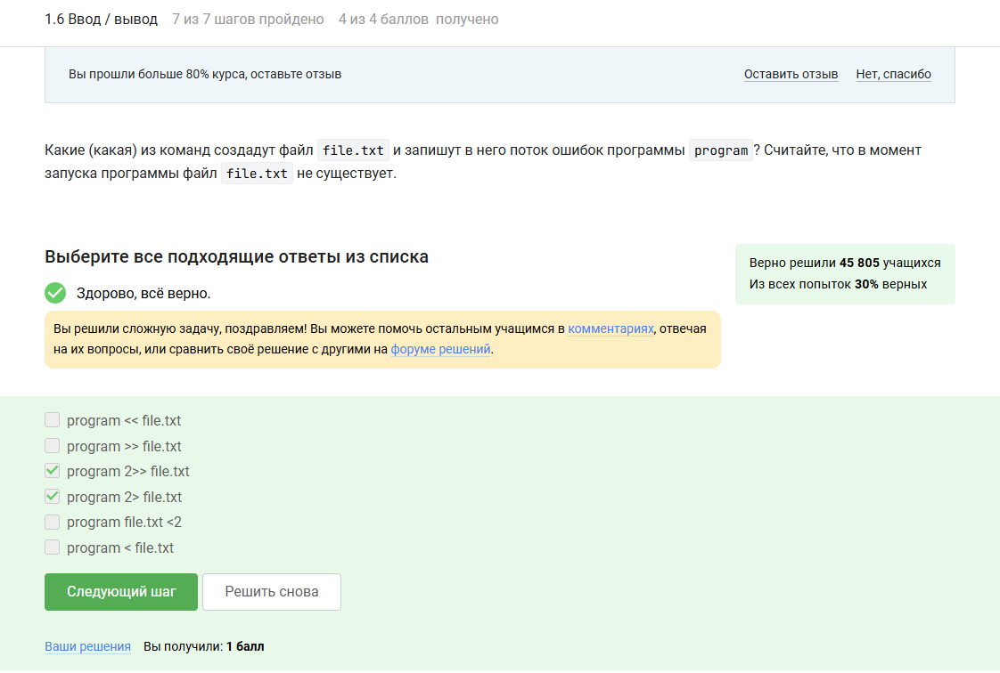 1.6 Ввод / вывод 7 из 7 шагов пройдено 4 из 4 баллов получено
Вы прошли больше 80% курса, оставьте отзыв Оставить отзыв Нет, спасибо
Какие (какая) из команд создадут файл file.txt и запишут в него поток ошибок программы program? Считайте, что в момент
запуска программы файл file.txt не существует.
Выберите все подходящие ответы из списка
Верно решили 45 805 учащихся
Из всех попыток 30% верных
Здорово, всё верно.
Вы решили сложную задачу, поздравляем! Вы можете помочь остальным учащимся в комментариях, отвечая
на их вопросы, или сравнить своё решение с другими на форуме решений.
program << file.txt
program >> file.txt
program 2>> file.txt
program 2> file.txt
program file.txt <2
program < file.txt
Следующий шаг Решить снова
Ваши решения Вы получили: 1 балл